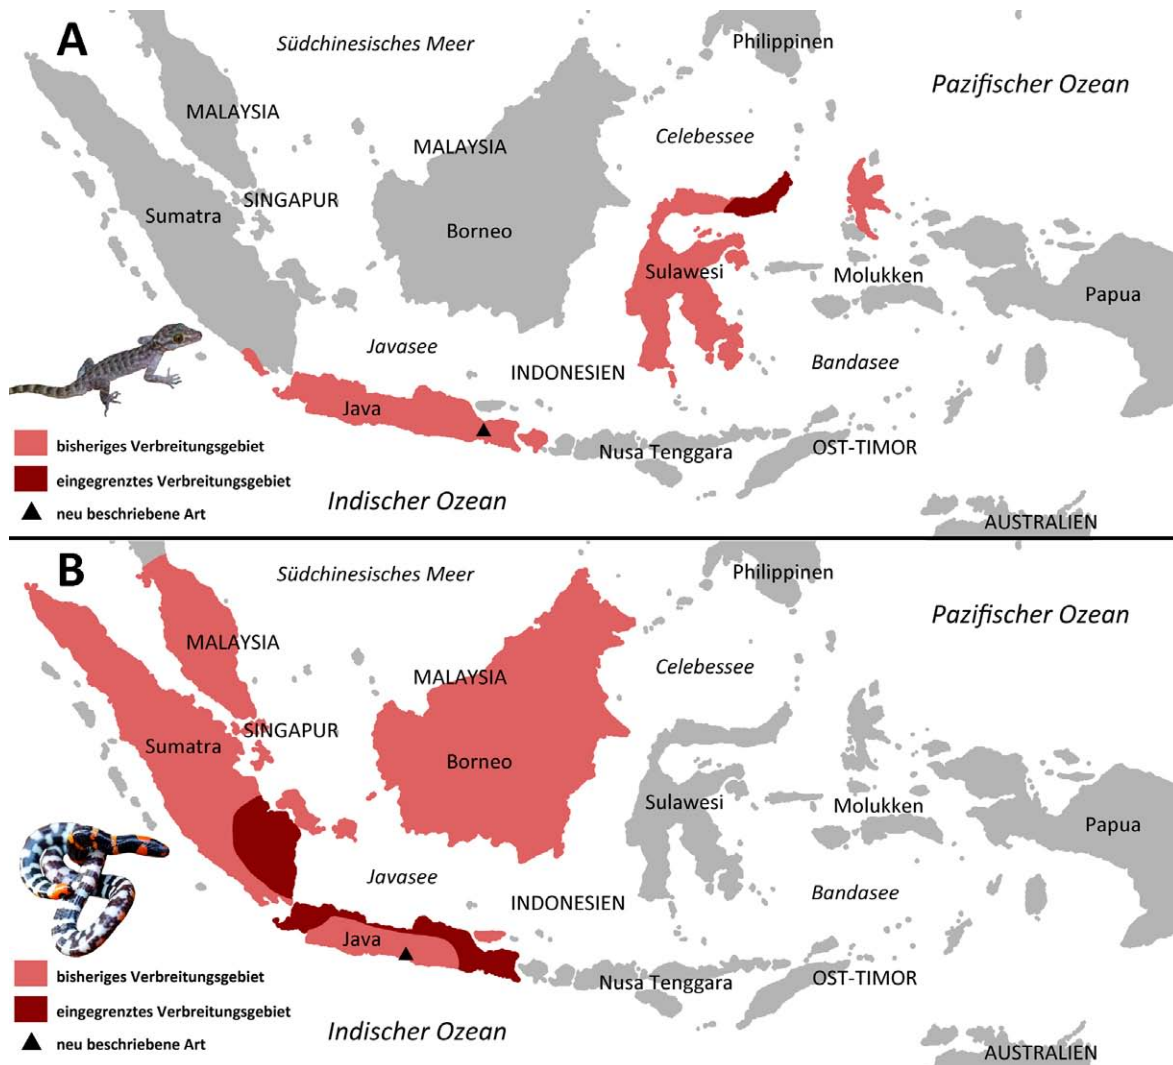 A
Südchinesisches Meer
Philippinen
Pazifischer Ozean
MALAYSIA
Celebessee
MALAYSIA
SINGAPUR
Sumatra
Borneo
Sulawesi
Molukken
Papua
Javasee
Bandasee
INDONESIEN
Java
bisheriges Verbreitungsgebiet
Nusa Tenggara
OST-TIMOR
eingegrenztes Verbreitungsgebiet
Indischer Ozean
neu beschriebene Art
AUSTRALIEN
B
Südchinesisches Meer
Philippinen
Pazifischer Ozean
MALAYSIA
Celebessee
MALAYSIA
SINGAPUR
Sumatra
Borneo
Sulawesi
Molukken
Papua
Javasee
Bandasee
INDONESIEN
Java
bisheriges Verbreitungsgebiet
Nusa Tenggara
OST-TIMOR
eingegrenztes Verbreitungsgebiet
Indischer Ozean
neu beschriebene Art
AUSTRALIEN